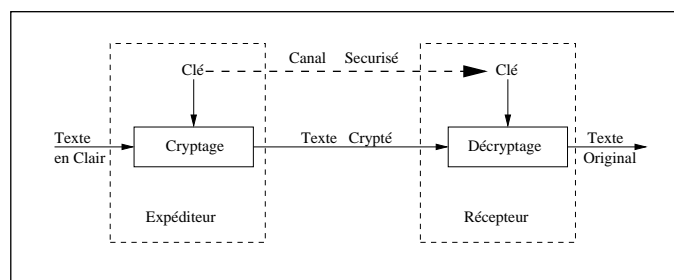 Clé Canal Securisé Clé
Texte
en Clair
Cryptage
Texte Crypté
Décryptage
Texte
Original
Expéditeur
Récepteur